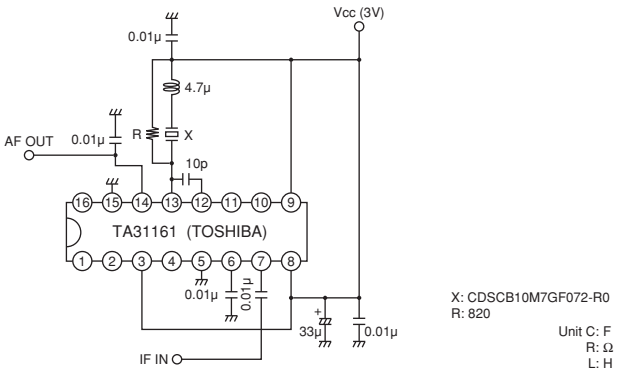 Vcc (3V)
0.01μ
4.7μ
AF OUT
0.01μ
R
X
10p
16 15 14 13 12 11 10 9
TA31161 (TOSHIBA)
1 2 3 4 5 6 7 8
0.01μ
0.01μ
+
33μ
0.01μ
IF IN
X: CDSCB10M7GF072-R0
R: 820
Unit C: F
R: Ω
L: H